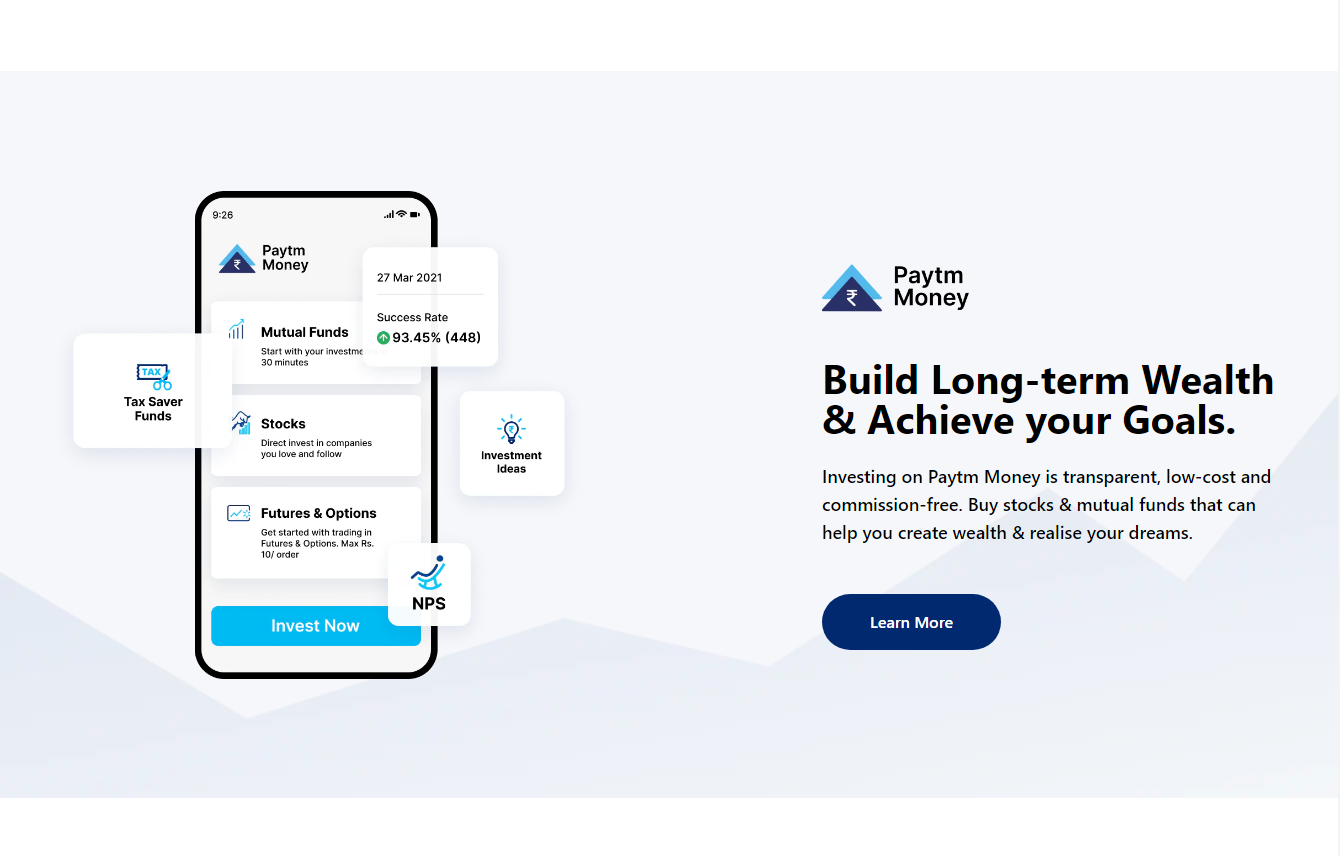 9:26
Paytm
Money
27 Mar 2021
Success Rate
93.45% (448)
Mutual Funds
Start with your
30 minutes
TAX
Tax Saver
Funds
Stocks
Direct invest in companies
you love and follow
Investment
Ideas
Futures & Options
Get started with trading in
Futures & Options. Max Rs.
10/ order
NPS
Invest Now
₹
Paytm
Money
Build Long-term Wealth
& Achieve your Goals.
Investing on Paytm Money is transparent, low-cost and
commission-free. Buy stocks & mutual funds that can
help you create wealth & realise your dreams.
Learn More